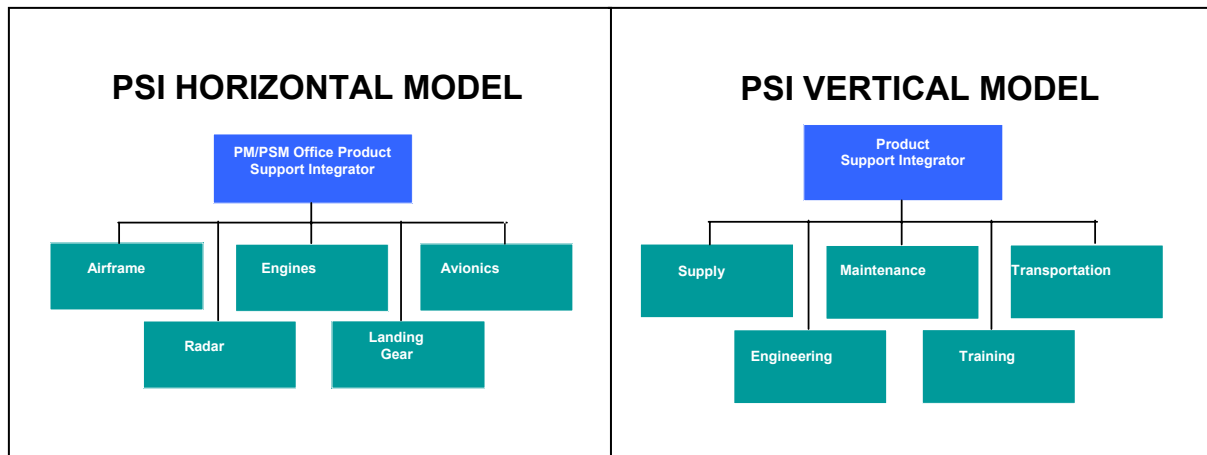 PSI HORIZONTAL MODEL
PM/PSM Office Product
Support Integrator
Airframe
Engines
Avionics
Radar
Landing
Gear
PSI VERTICAL MODEL
Product
Support Integrator
Supply
Maintenance
Transportation
Engineering
Training